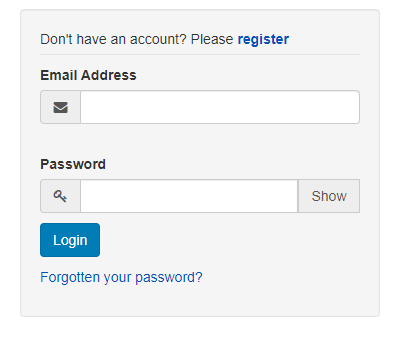 Don't have an account? Please register
Email Address
Password
Show
Login
Forgotten your password?